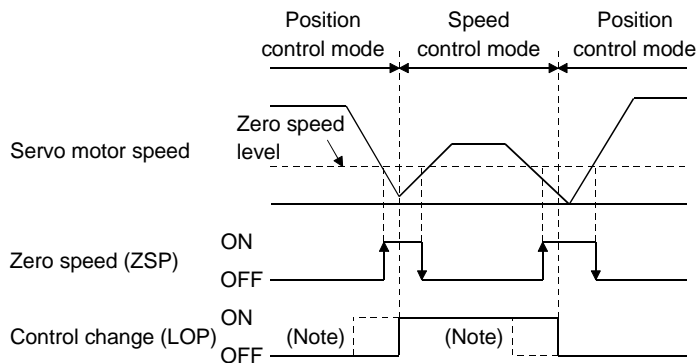 Position control mode
Speed control mode
Position control mode
Zero speed level
Servo motor speed
ON
Zero speed (ZSP)
OFF
ON
Control change (LOP)
(Note)
(Note)
OFF